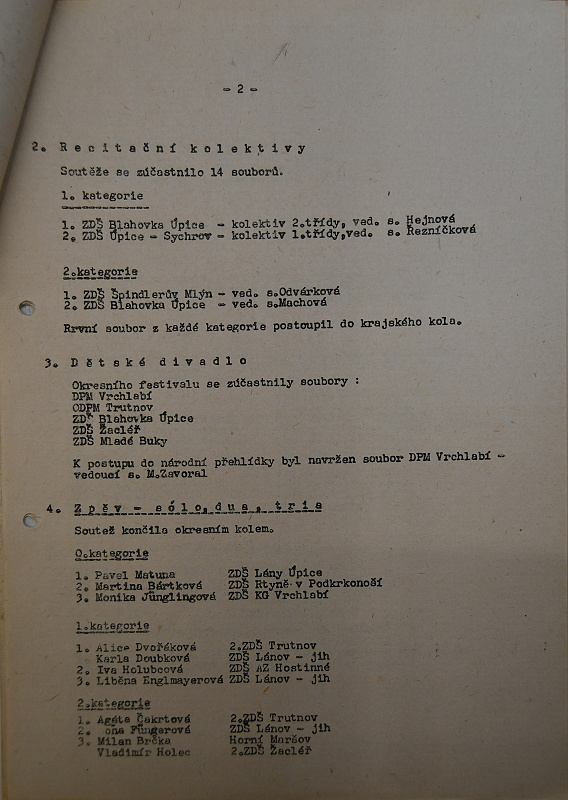 - 2 -
2. Recitační kolektivy
Soutěže se zúčastnilo 14 souborů.
1. kategorie
1. ZDŠ Blahovka Úpice - kolektiv 2.třídy, ved. s. Hejnová
2. ZDŠ Úpice - Sychrov - kolektiv 1.třídy,ved. s. Řezníčková
2.kategorie
1. ZDŠ Špindlerův Mlýn - ved. s.Odvárková
2. ZDŠ Blahovka Úpice - ved. s.Machová
Rrvní soubor z každé kategorie postoupil do krajského kola.
3. Dětské divadlo
Okresního festivalu se zúčastnily soubory :
DPM Vrchlabí
ODPM Trutnov
ZDŠ Blahovka Úpice
ZDŠ Žacléř
ZDŠ Mladé Buky
K postupu do národní přehlídky byl navržen soubor DPM Vrchlabí -
vedoucí s. M.Zavoral
4. Zpěv - sólo,dua, tria
Soutež končila okresním kolem.
0.kategorie
1. Pavel Matuna ZDŠ Lány Úpice
2. Martina Bártková ZDŠ Rtyně v Podkrkonoší
3. Monika Jünglingová ZDŠ KG Vrchlabí
1.kategorie
1. Alice Dvořáková 2.ZDŠ Trutnov
Karla Doubková ZDŠ Lánov - jih
2. Iva Holubcová ZDŠ AZ Hostinné
3. Liběna Englmayerová ZDŠ Lánov - jih
2.kategorie
1. Agáta Čakrtová 2.ZDŠ Trutnov
2. ona Füngerová ZDŠ Lánov - jih
3. Milan Brčka Horní Maršov
Vladimír Holec 2.ZDŠ Žacléř